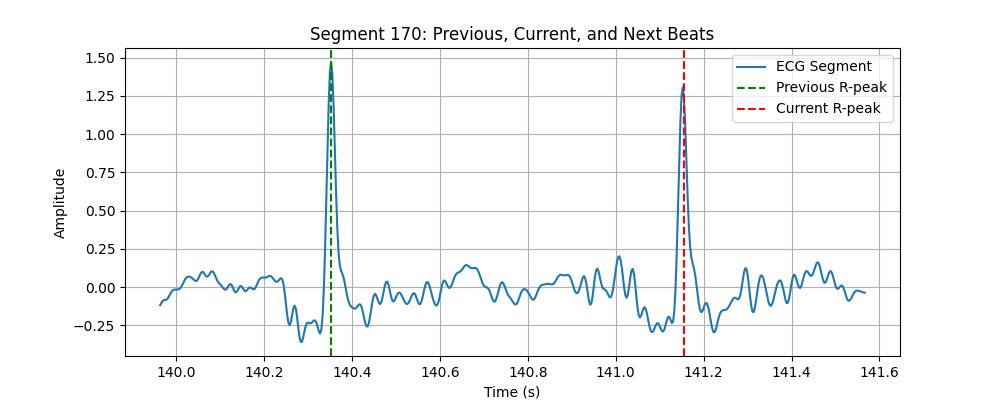 Segment 170: Previous, Current, and Next Beats
1.50
1.25
1.00
0.75
0.50
0.25
0.00
−0.25
Amplitude
ECG Segment
Previous R-peak
Current R-peak
140.0 140.2 140.4 140.6 140.8 141.0 141.2 141.4 141.6
Time (s)